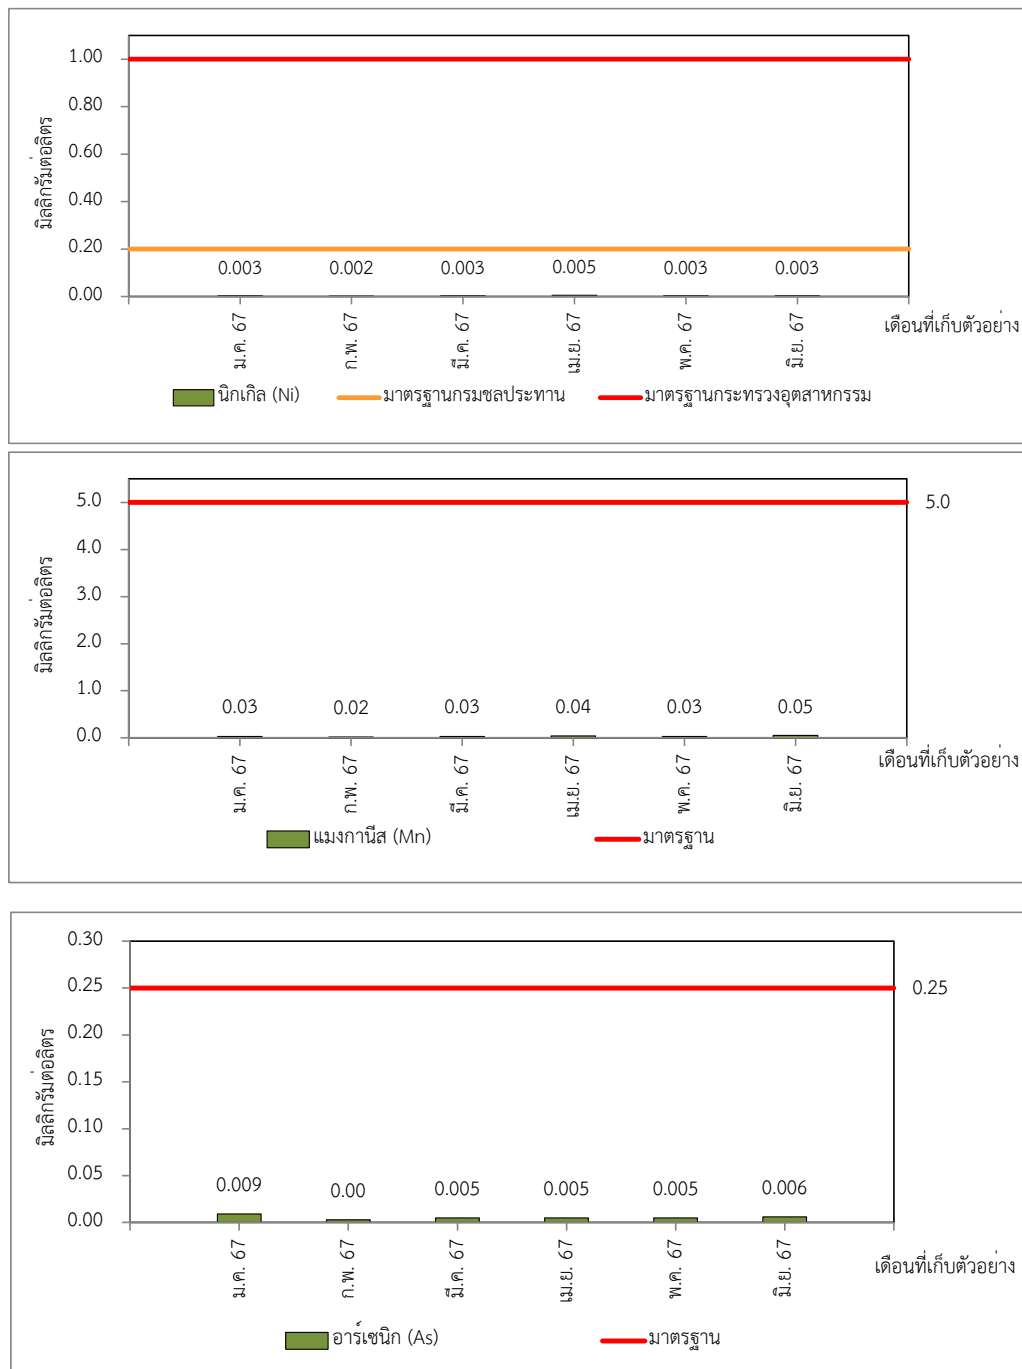 1.00
0.80
0.60
0.40
0.20
0.00
มิลลิกรัมต่อลิตร
0.003 0.002 0.003 0.005 0.003 0.003
ม.ค. 67 ก.พ. 67 มี.ค. 67 เม.ย. 67 พ.ค. 67 มิ.ย. 67
เดือนที่เก็บตัวอย่าง
นิกเกิล (Ni) มาตรฐานกรมชลประทาน มาตรฐานกระทรวงอุตสาหกรรม
5.0
4.0
3.0
2.0
1.0
0.0
มิลลิกรัมต่อลิตร
5.0
0.03 0.02 0.03 0.04 0.03 0.05
ม.ค. 67 ก.พ. 67 มี.ค. 67 เม.ย. 67 พ.ค. 67 มิ.ย. 67
เดือนที่เก็บตัวอย่าง
แมงกานีส (Mn) มาตรฐาน
0.30
0.25
0.20
0.15
0.10
0.05
0.00
มิลลิกรัมต่อลิตร
0.25
0.009 0.00 0.005 0.005 0.005 0.006
ม.ค. 67 ก.พ. 67 มี.ค. 67 เม.ย. 67 พ.ค. 67 มิ.ย. 67
เดือนที่เก็บตัวอย่าง
อาร์เซนิก (As) มาตรฐาน